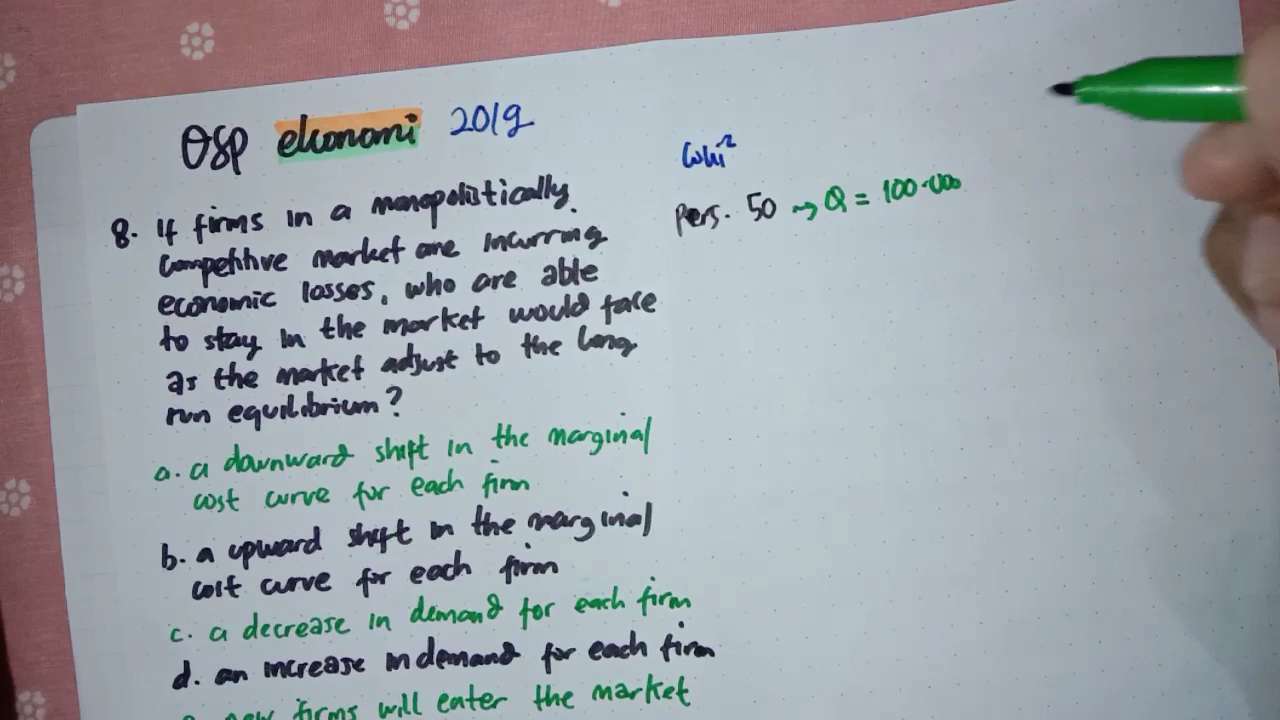 OSP ekonomi 2019
8. If firms in a monopolistically
competitive market are incurring
economic losses, who are able
to stay in the market would face
as the market adjust to the long
run equilibrium?
a. a downward shift in the marginal
cost curve for each firm
b. a upward shift in the marginal
cost curve for each firm
c. a decrease in demand for each firm
d. an increase in demand for each firm
new firms will enter the market
pers. 50 → Q = 100.000